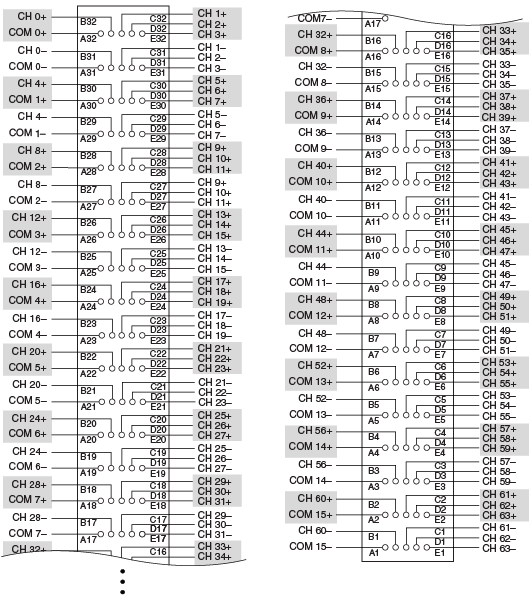 CH 0+ B32 C32 CH 1+
D32 CH 2+
COM 0+ A32 E32 CH 3+
CH 0– B31 C31 CH 1–
D31 CH 2–
COM 0– A31 E31 CH 3–
CH 4+ B30 C30 CH 5+
D30 CH 6+
COM 1+ A30 E30 CH 7+
CH 4– B29 C29 CH 5–
D29 CH 6–
COM 1– A29 E29 CH 7–
CH 8+ B28 C28 CH 9+
D28 CH 10+
COM 2+ A28 E28 CH 11+
CH 8– B27 C27 CH 9+
D27 CH 10+
COM 2– A27 E27 CH 11+
CH 12+ B26 C26 CH 13+
D26 CH 14+
COM 3+ A26 E26 CH 15+
CH 12– B25 C25 CH 13–
D25 CH 14–
COM 3– A25 E25 CH 15–
CH 16+ B24 C24 CH 17+
D24 CH 18+
COM 4+ A24 E24 CH 19+
CH 16– B23 C23 CH 17–
D23 CH 18–
COM 4– A23 E23 CH 19–
CH 20+ B22 C22 CH 21+
D22 CH 22+
COM 5+ A22 E22 CH 23+
CH 20– B21 C21 CH 21–
D21 CH 22–
COM 5– A21 E21 CH 23–
CH 24+ B20 C20 CH 25+
D20 CH 26+
COM 6+ A20 E20 CH 27+
CH 24– B19 C19 CH 25–
D19 CH 26–
COM 6– A19 E19 CH 27–
CH 28+ B18 C18 CH 29+
D18 CH 30+
COM 7+ A18 E18 CH 31+
CH 28– B17 C17 CH 29–
D17 CH 30–
COM 7– A17 E17 CH 31–
CH 32+ C16 CH 33+
CH 34+
COM7– A17
CH 32+ B16 C16 CH 33+
D16 CH 34+
COM 8+ A16 E16 CH 35+
CH 32– B15 C15 CH 33–
D15 CH 34–
COM 8– A15 E15 CH 35–
CH 36+ B14 C14 CH 37+
D14 CH 38+
COM 9+ A14 E14 CH 39+
CH 36– B13 C13 CH 37–
D13 CH 38–
COM 9– A13 E13 CH 39–
CH 40+ B12 C12 CH 41+
D12 CH 42+
COM 10+ A12 E12 CH 43+
CH 40– B11 C11 CH 41–
D11 CH 42–
COM 10– A11 E11 CH 43–
CH 44+ B10 C10 CH 45+
D10 CH 46+
COM 11+ A10 E10 CH 47+
CH 44– B9 C9 CH 45–
D9 CH 46–
COM 11– A9 E9 CH 47–
CH 48+ B8 C8 CH 49+
D8 CH 50+
COM 12+ A8 E8 CH 51+
CH 48– B7 C7 CH 49–
D7 CH 50–
COM 12– A7 E7 CH 51–
CH 52+ B6 C6 CH 53+
D6 CH 54+
COM 13+ A6 E6 CH 55+
CH 52– B5 C5 CH 53–
D5 CH 54–
COM 13– A5 E5 CH 55–
CH 56+ B4 C4 CH 57+
D4 CH 58+
COM 14+ A4 E4 CH 59+
CH 56– B3 C3 CH 57–
D3 CH 58–
COM 14– A3 E3 CH 59–
CH 60+ B2 C2 CH 61+
D2 CH 62+
COM 15+ A2 E2 CH 63+
CH 60– B1 C1 CH 61–
D1 CH 62–
COM 15– A1 E1 CH 63–